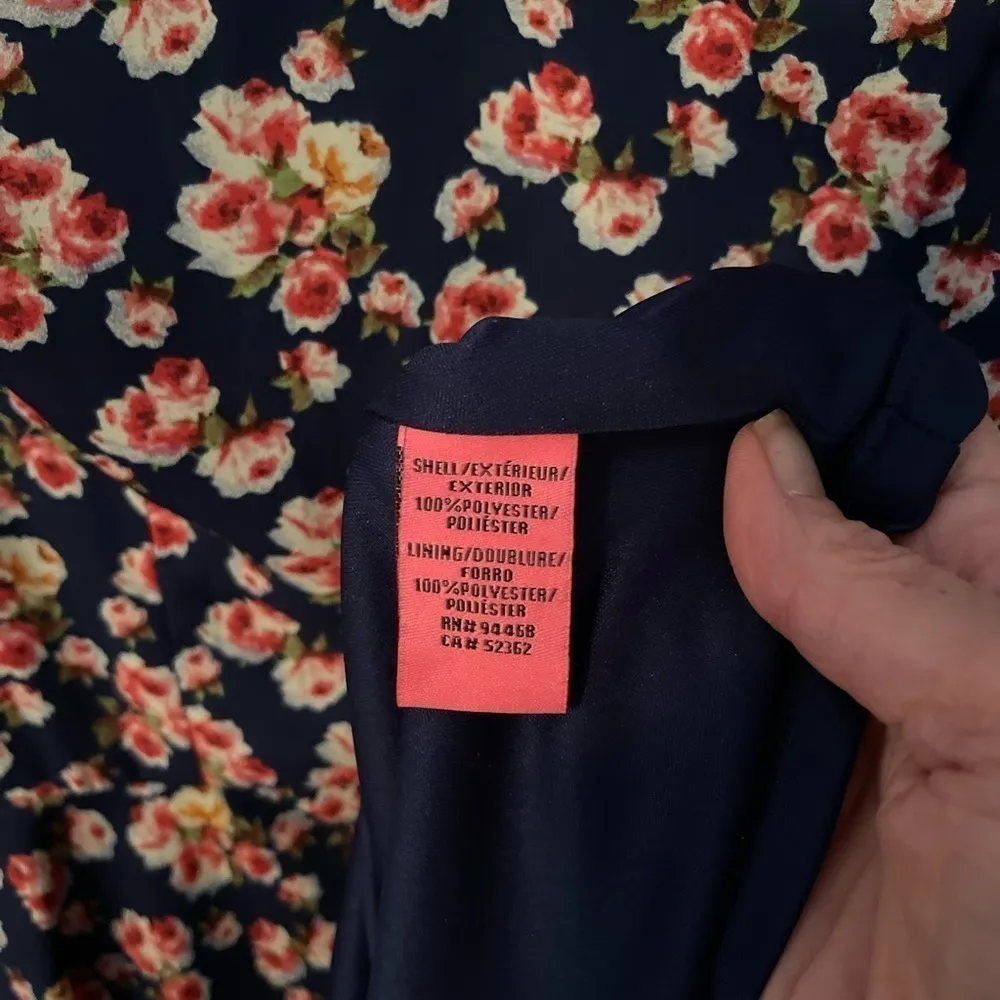 SHELL/EXTÉRIEUR/
EXTERIOR
100%POLYESTER/
POLIÉSTER
LINING/DOUBLURE/
FORRO
100%POLYESTER/
POLIÉSTER
RN# 94468
CA# 52362